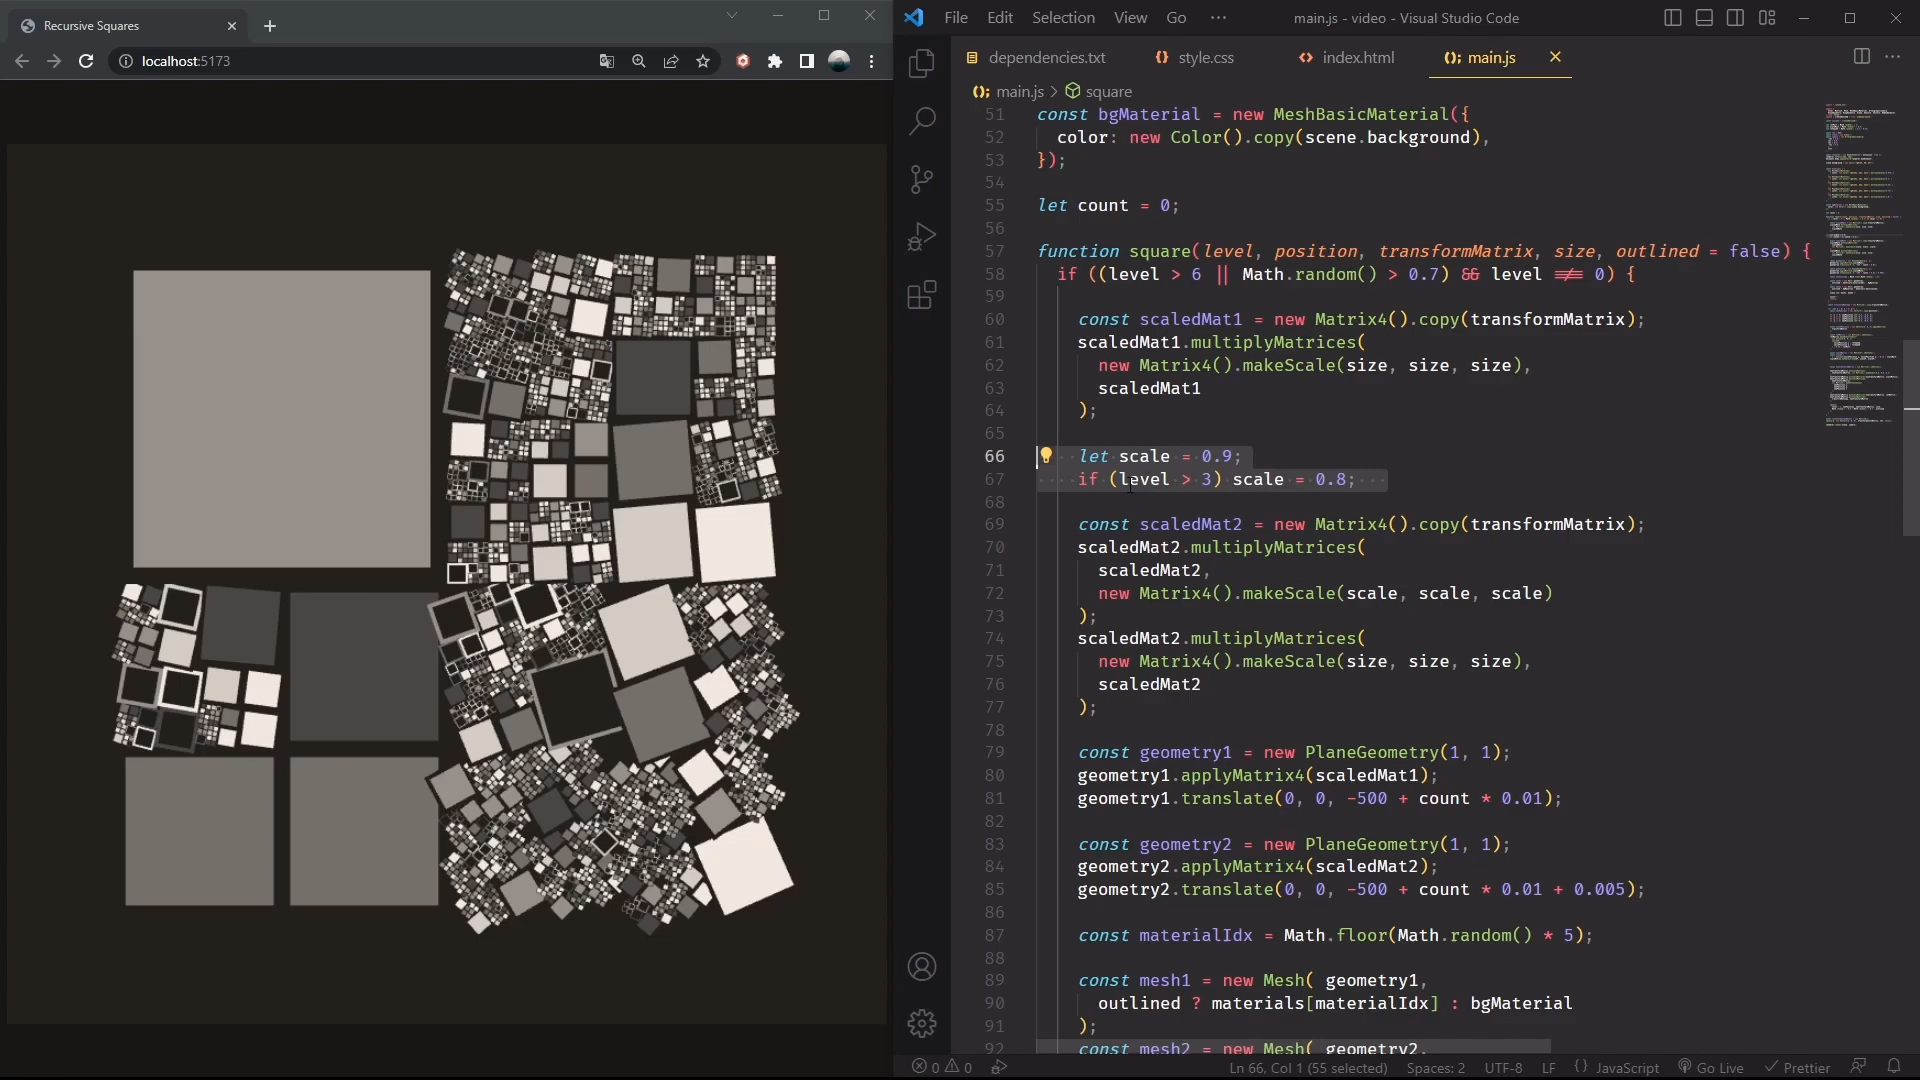 Recursive Squares
localhost:5173
File Edit Selection View Go ··· main.js - video - Visual Studio Code
dependencies.txt style.css index.html main.js
main.js > square
51 const bgMaterial = new MeshBasicMaterial({
52 color: new Color().copy(scene.background),
53 });
54
55 let count = 0;
56
57 function square(level, position, transformMatrix, size, outlined = false) {
58 if ((level > 6 || Math.random() > 0.7) && level !== 0) {
59
60 const scaledMat1 = new Matrix4().copy(transformMatrix);
61 scaledMat1.multiplyMatrices(
62 new Matrix4().makeScale(size, size, size),
63 scaledMat1
64 );
65
66 let scale = 0.9;
67 if (level > 3) scale = 0.8;
68
69 const scaledMat2 = new Matrix4().copy(transformMatrix);
70 scaledMat2.multiplyMatrices(
71 scaledMat2,
72 new Matrix4().makeScale(scale, scale, scale)
73 );
74 scaledMat2.multiplyMatrices(
75 new Matrix4().makeScale(size, size, size),
76 scaledMat2
77 );
78
79 const geometry1 = new PlaneGeometry(1, 1);
80 geometry1.applyMatrix4(scaledMat1);
81 geometry1.translate(0, 0, -500 + count * 0.01);
82
83 const geometry2 = new PlaneGeometry(1, 1);
84 geometry2.applyMatrix4(scaledMat2);
85 geometry2.translate(0, 0, -500 + count * 0.01 + 0.005);
86
87 const materialIdx = Math.floor(Math.random() * 5);
88
89 const mesh1 = new Mesh( geometry1,
90 outlined ? materials[materialIdx] : bgMaterial
91 );
92 const mesh2 = new Mesh( geometry2,
0 0 Ln 66, Col 1 (55 selected) Spaces: 2 UTF-8 LF {} JavaScript Go Live Prettier